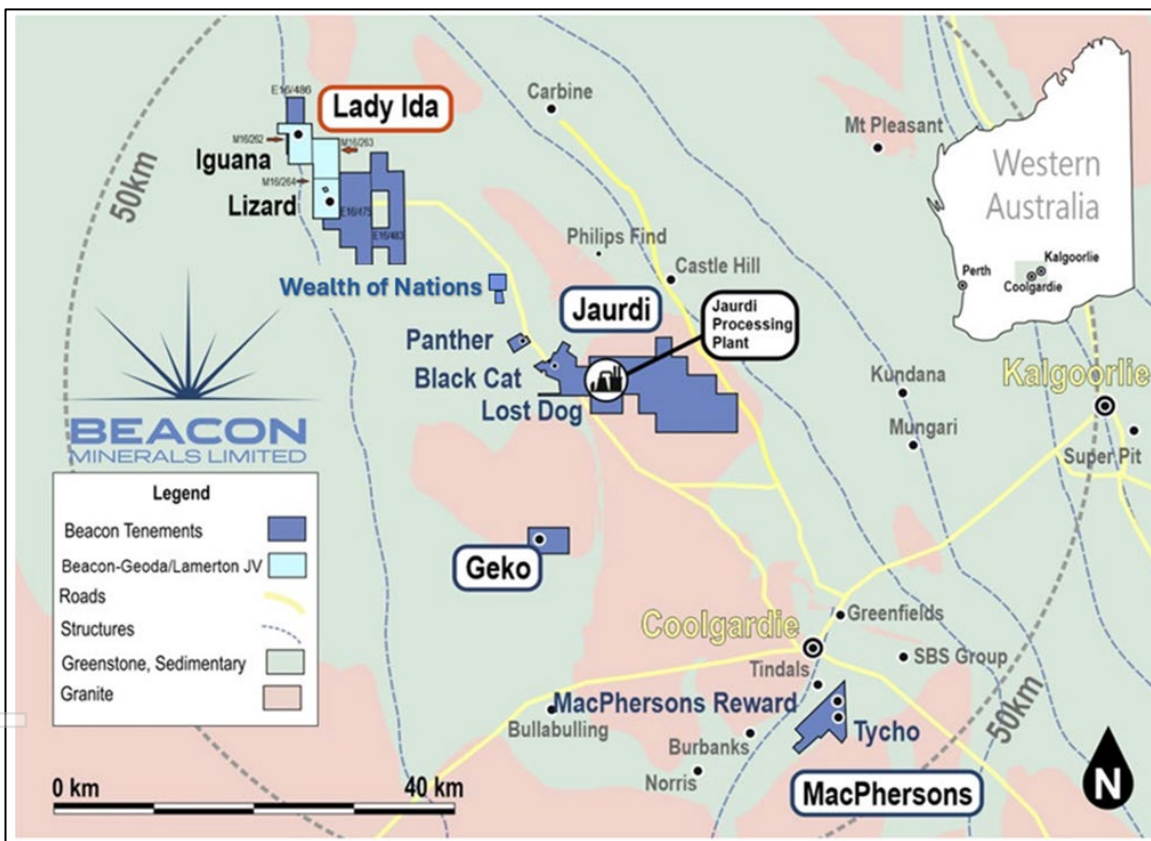 E16/486
Lady Ida
M16/262
Iguana
M16/263
M16/264
Lizard
E16/475
E16/483
50km
Carbine
Mt Pleasant
Western
Australia
Perth
Kalgoorlie
Coolgardie
Philips Find
Castle Hill
Wealth of Nations
Jaurdi
Jaurdi
Processing
Plant
Panther
Black Cat
Lost Dog
Kundana
Mungari
Kalgoorlie
Super Pit
BEACON
MINERALS LIMITED
Legend
Beacon Tenements
Beacon-Geoda/Lamerton JV
Roads
Structures
Greenstone, Sedimentary
Granite
Geko
Coolgardie
Greenfields
SBS Group
Tindals
MacPhersons Reward
Tycho
Bullabulling
Burbanks
Norris
MacPhersons
50km
0 km
40 km
N